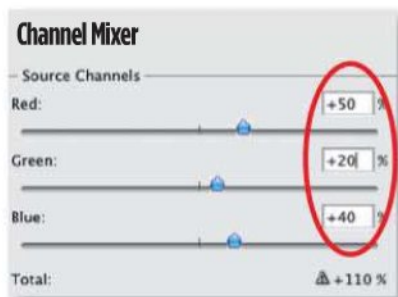 Channel Mixer
Source Channels
Red: +50 %
Green: +20 %
Blue: +40 %
Total: +110 %